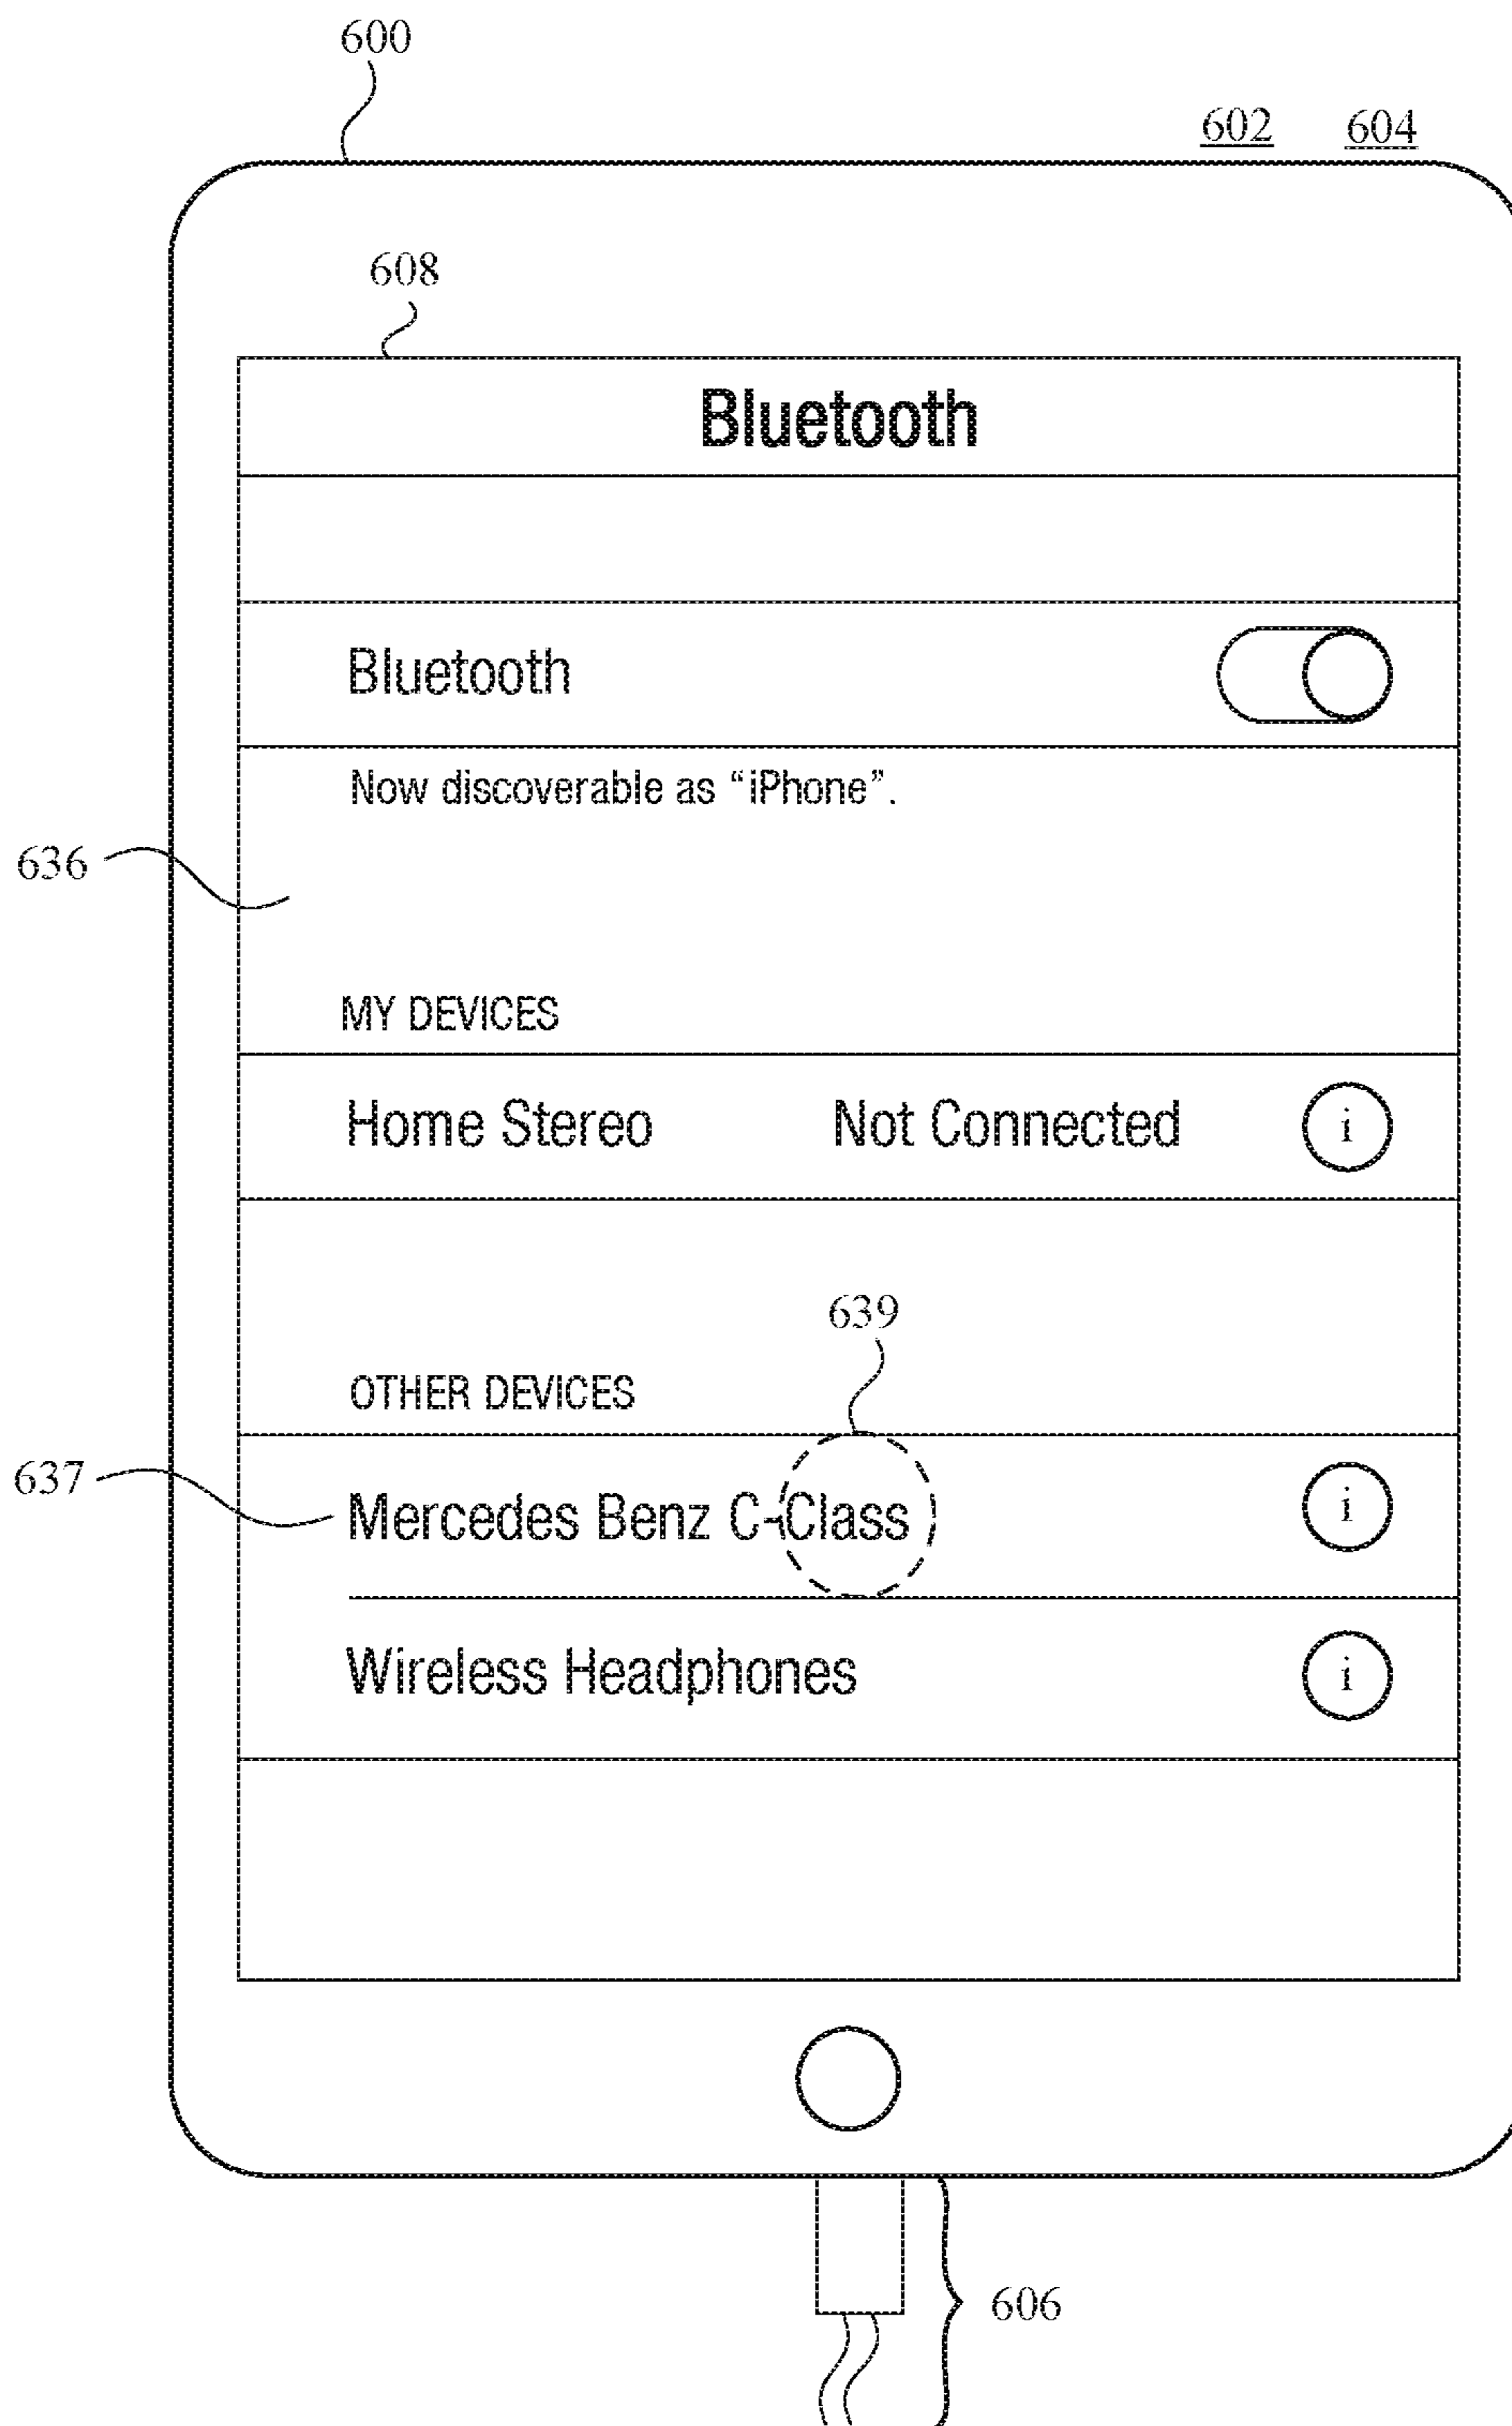 600
602 604
608
Bluetooth
Bluetooth
Now discoverable as “iPhone”.
636
MY DEVICES
Home Stereo Not Connected i
639
OTHER DEVICES
637 Mercedes Benz C-Class i
Wireless Headphones i
606